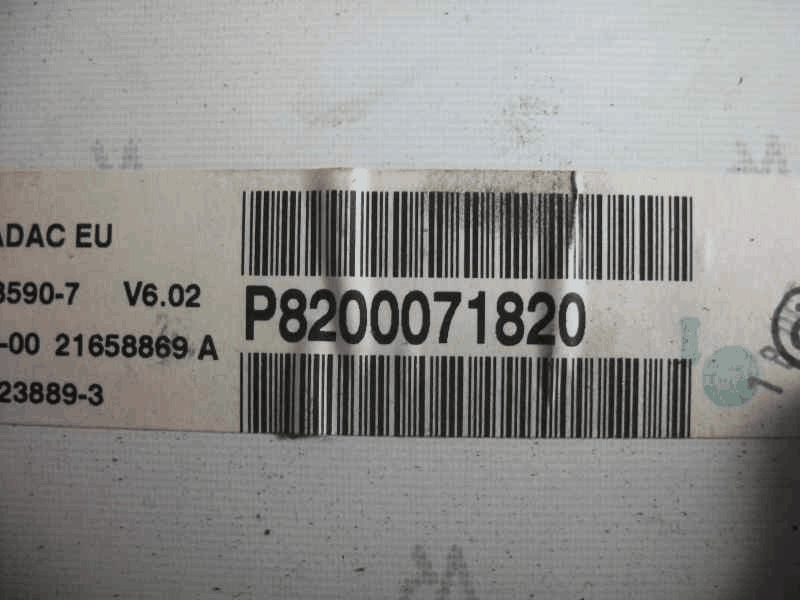 ADAC EU
3590-7 V6.02
-00 21658869 A
23889-3
P8200071820